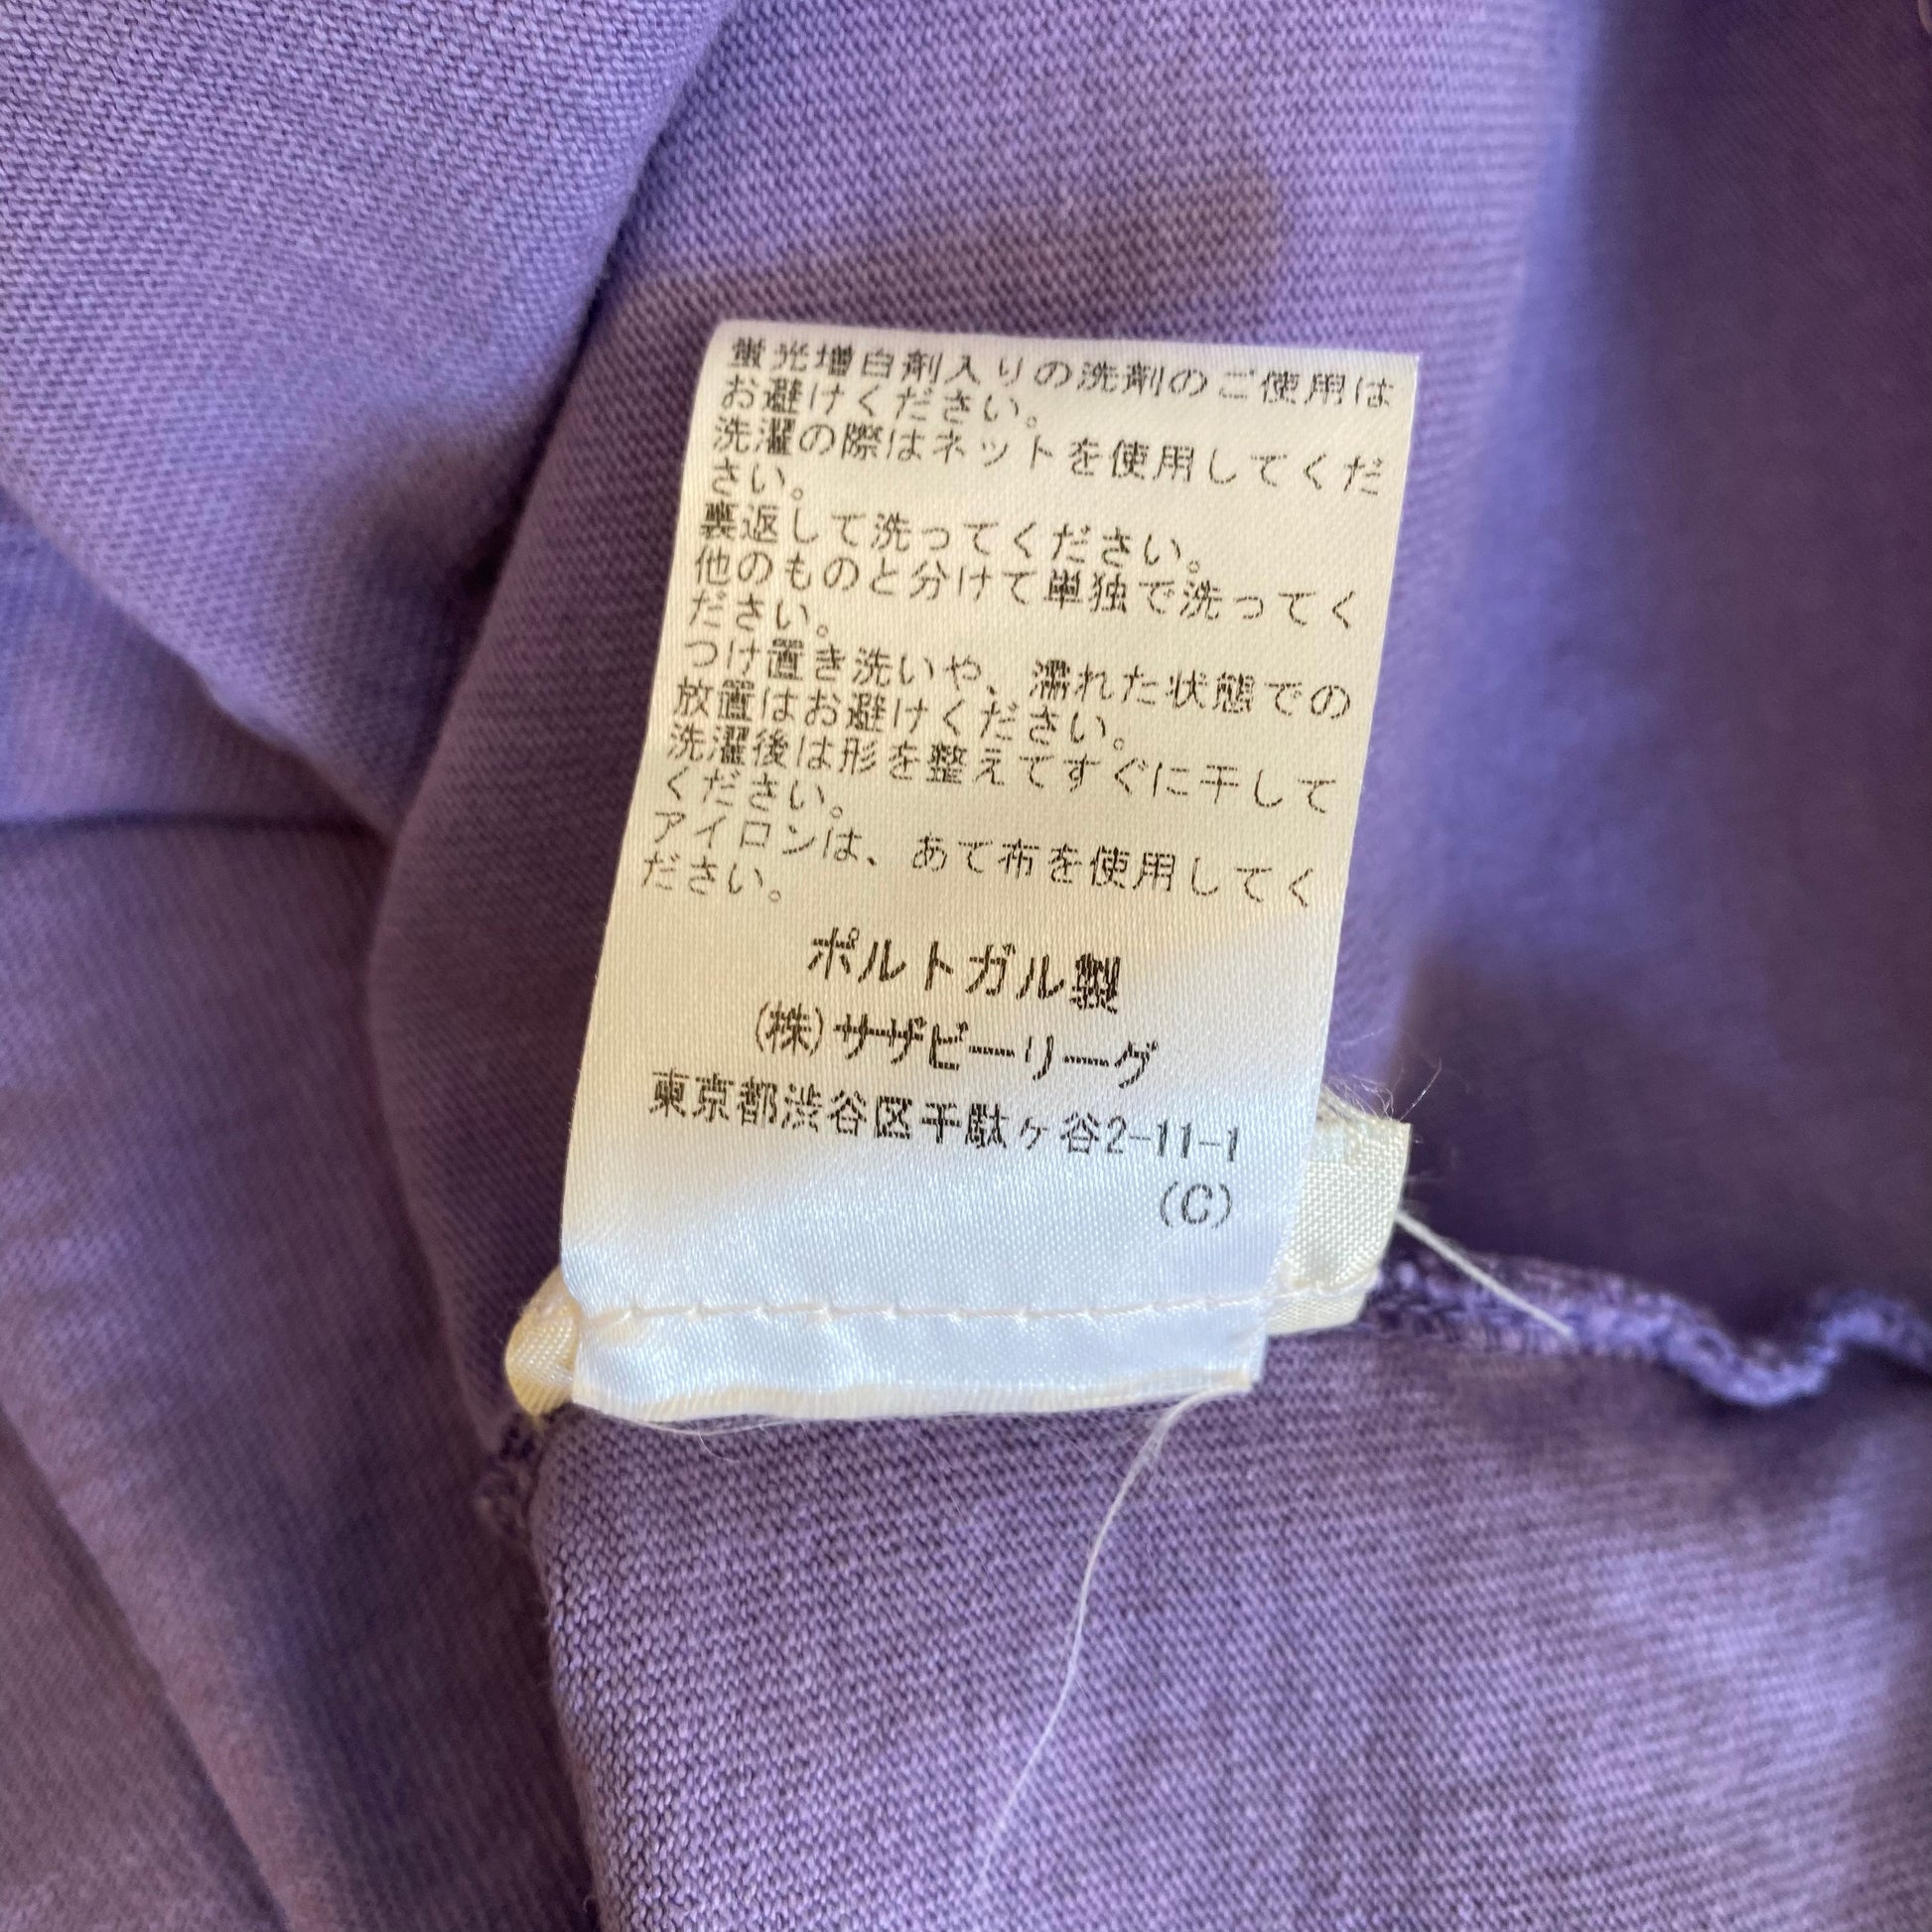 蛍光増白剤入りの洗剤のご使用は
お避けください。
洗濯の際はネットを使用してくだ
さい。
裏返して洗ってください。
他のものと分けて単独で洗ってく
ださい。
つけ置き洗いや、濡れた状態での
放置はお避けください。
洗濯後は形を整えてすぐに干して
ください。
アイロンは、あて布を使用してく
ださい。
ポルトガル製
(株)サザビーリーグ
東京都渋谷区千駄ヶ谷2-11-1
(C)